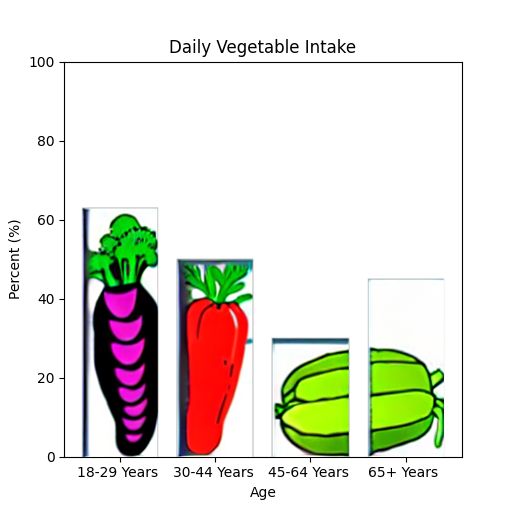 Daily Vegetable Intake
100
80
60
40
20
0
Percent (%)
18-29 Years 30-44 Years 45-64 Years 65+ Years
Age